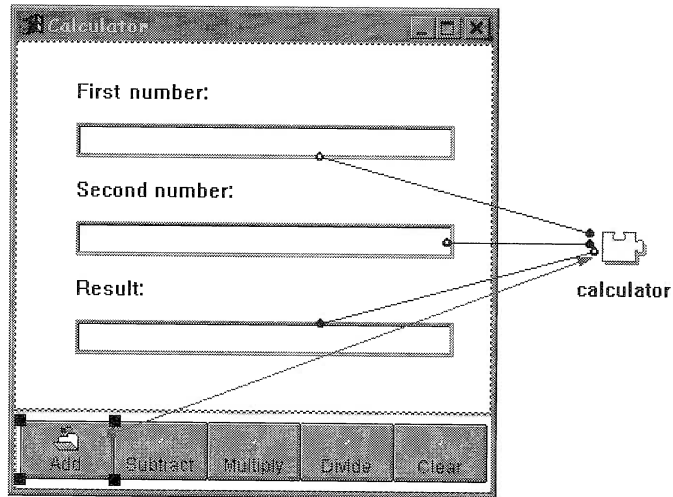 Calculator
First number:
Second number:
Result:
calculator
Add Subtract Multiply Divide Clear